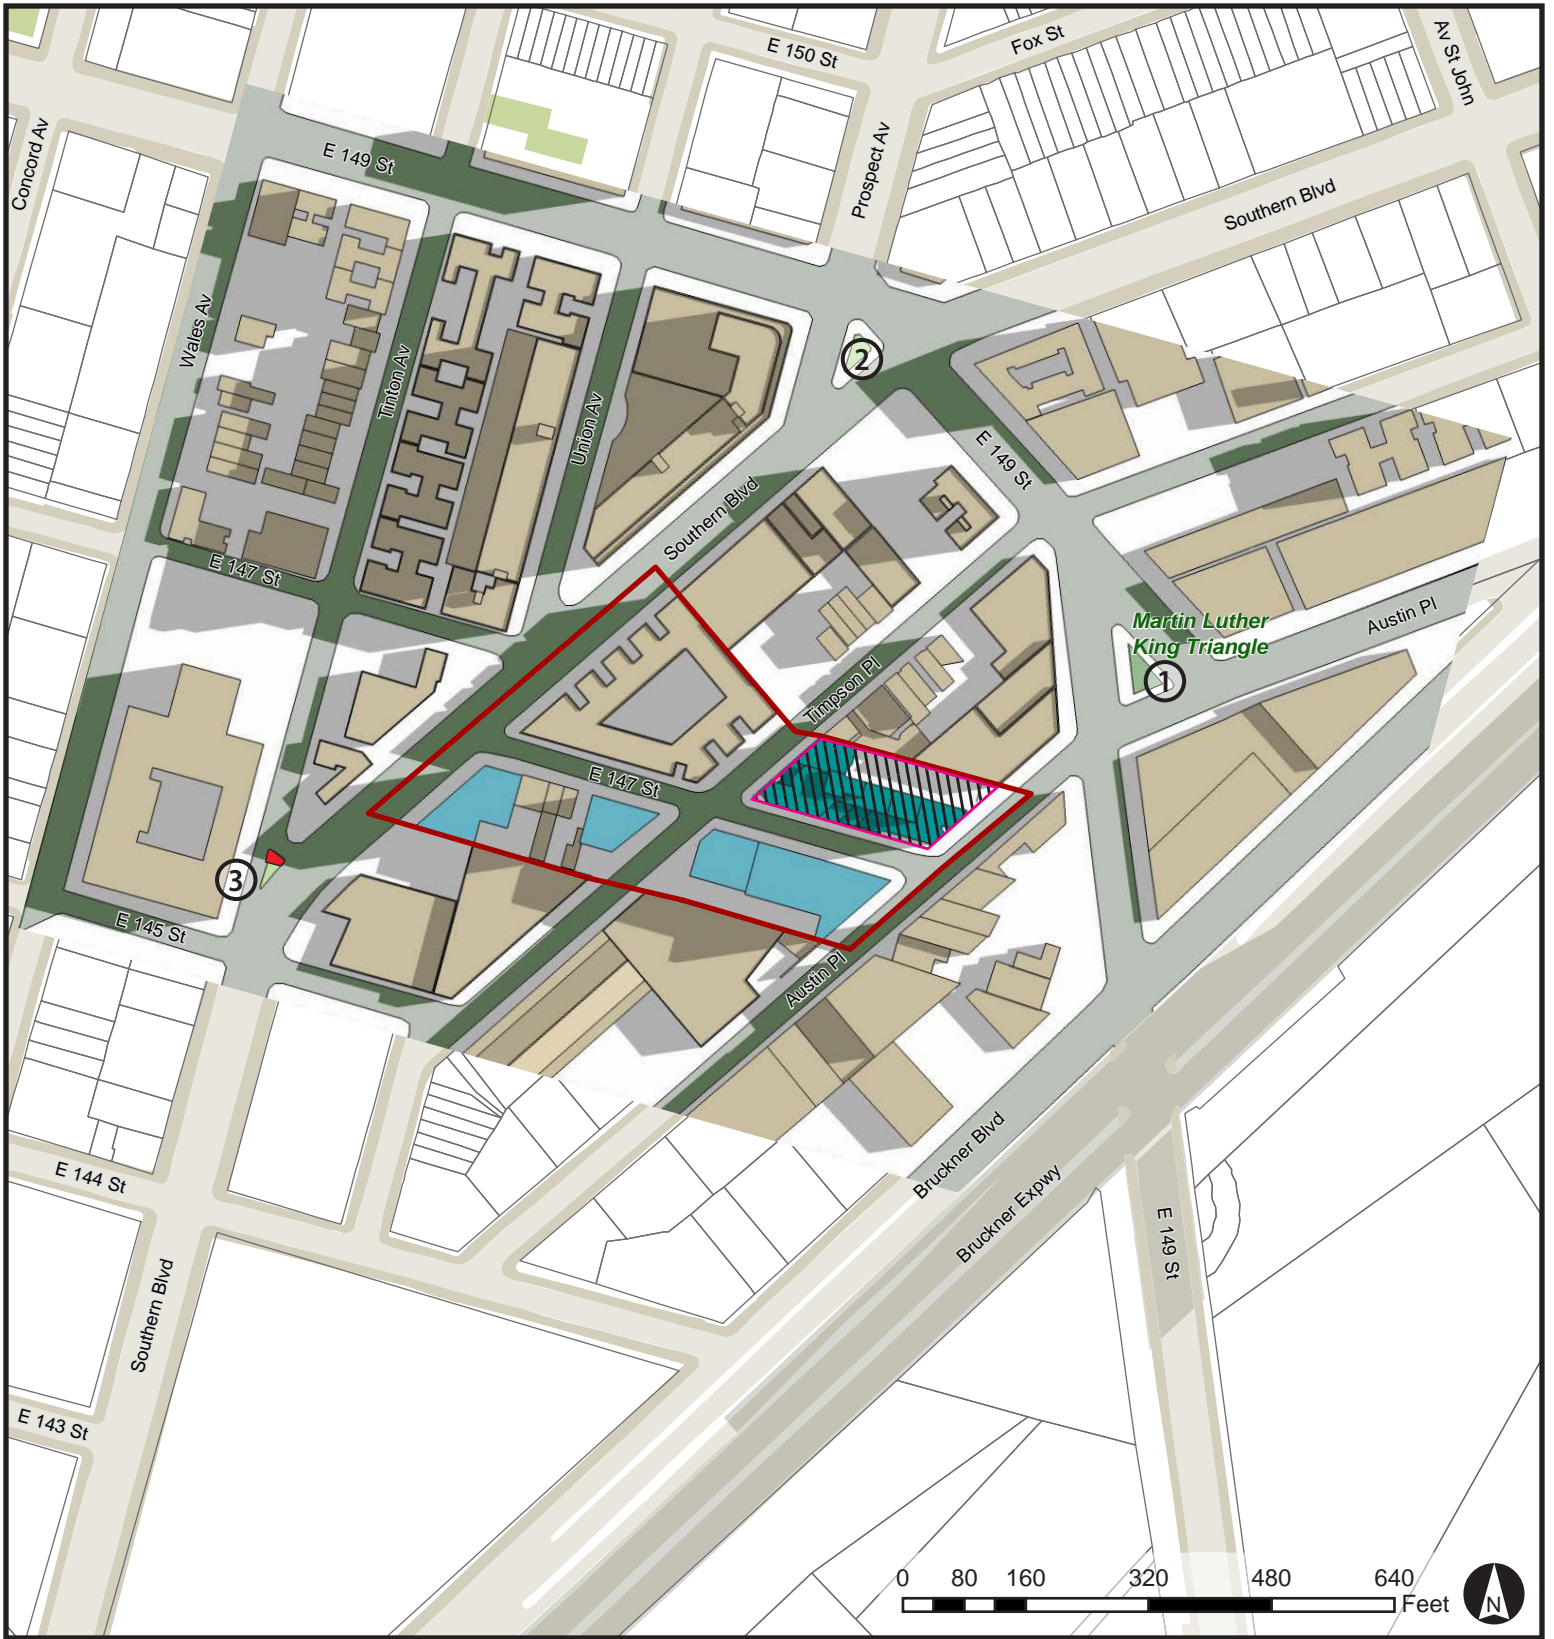 E 150 St
Fox St
Av St John
Concord Av
E 149 St
Prospect Av
Southern Blvd
Wales Av
Tinton Av
Union Av
2
E 149 St
Southern Blvd
E 147 St
Martin Luther
King Triangle
Austin Pl
1
Timpson Pl
E 147 St
3
E 145 St
Austin Pl
Bruckner Blvd
E 144 St
Bruckner Expwy
E 149 St
Southern Blvd
E 143 St
0 80 160 320 480 640
Feet
N